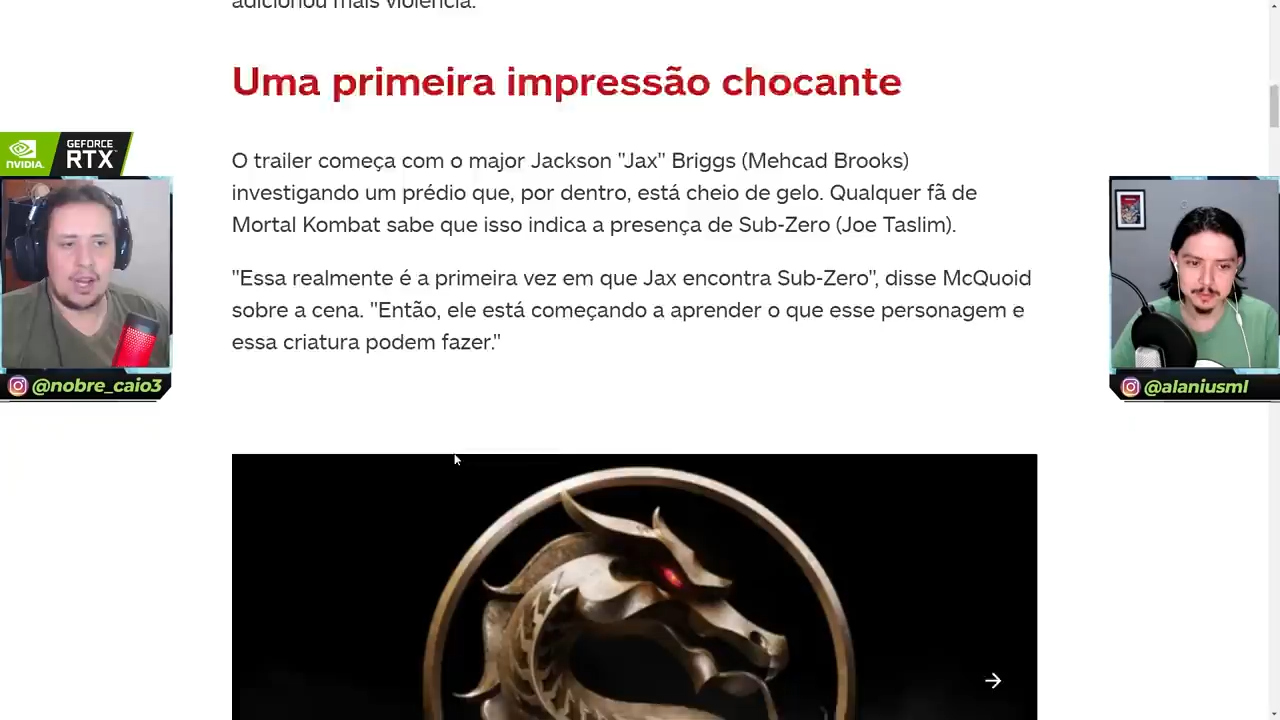 adicionou mais violência.
Uma primeira impressão chocante
NVIDIA.
GEFORCE
RTX
O trailer começa com o major Jackson "Jax" Briggs (Mehcad Brooks)
investigando um prédio que, por dentro, está cheio de gelo. Qualquer fã de
Mortal Kombat sabe que isso indica a presença de Sub-Zero (Joe Taslim).
"Essa realmente é a primeira vez em que Jax encontra Sub-Zero", disse McQuoid
sobre a cena. "Então, ele está começando a aprender o que esse personagem e
essa criatura podem fazer."
@nobre_caio3
@alaniusml